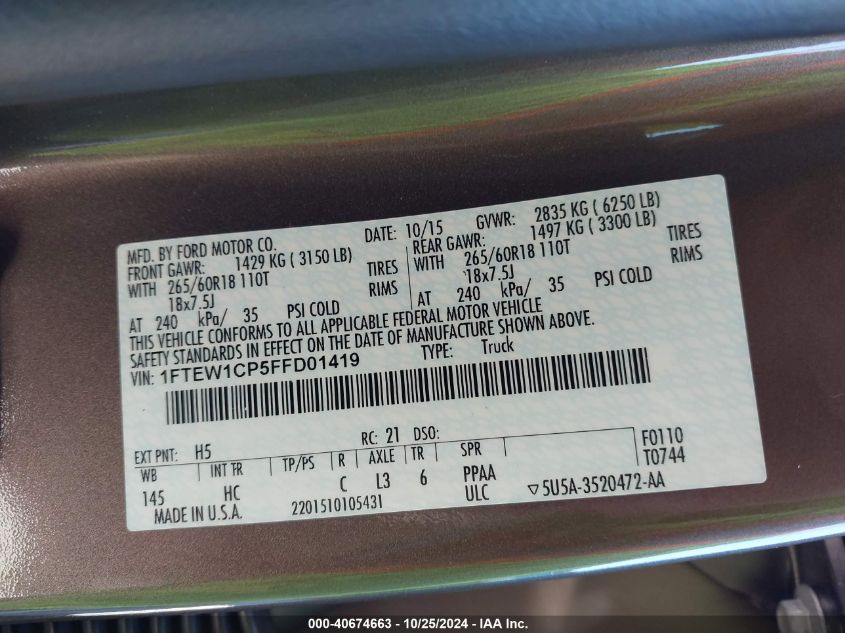 MFD. BY FORD MOTOR CO. DATE: 10/15 GVWR: 2835 KG ( 6250 LB)
FRONT GAWR: 1429 KG ( 3150 LB) REAR GAWR: 1497 KG ( 3300 LB)
WITH 265/60R18 110T TIRES WITH 265/60R18 110T TIRES
18x7.5J RIMS 18x7.5J RIMS
AT 240 kPa/ 35 PSI COLD AT 240 kPa/ 35 PSI COLD
THIS VEHICLE CONFORMS TO ALL APPLICABLE FEDERAL MOTOR VEHICLE
SAFETY STANDARDS IN EFFECT ON THE DATE OF MANUFACTURE SHOWN ABOVE.
VIN: 1FTEW1CP5FFD01419 TYPE: Truck
EXT PNT: H5 RC: 21 DSO: F0110
WB INT TR TP/PS R AXLE TR SPR T0744
145 HC C L3 6 PPAA
MADE IN U.S.A. 2201510105431 ULC ▽5U5A-3520472-AA
000-40674663 - 10/25/2024 - IAA Inc.